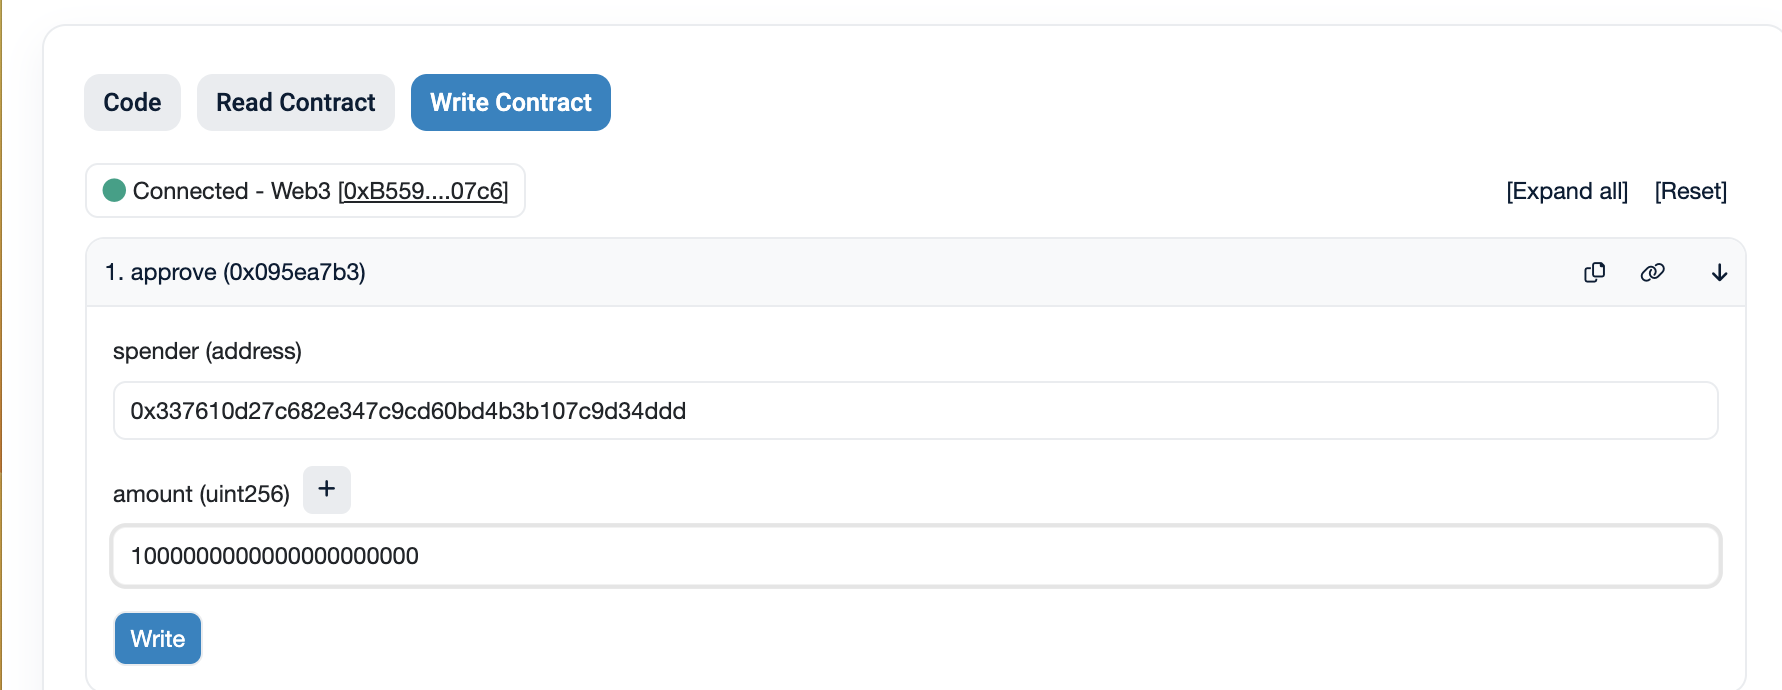 Code Read Contract Write Contract
Connected - Web3 [0xB559....07c6] [Expand all] [Reset]
1. approve (0x095ea7b3)
spender (address)
0x337610d27c682e347c9cd60bd4b3b107c9d34ddd
amount (uint256) +
1000000000000000000000
Write